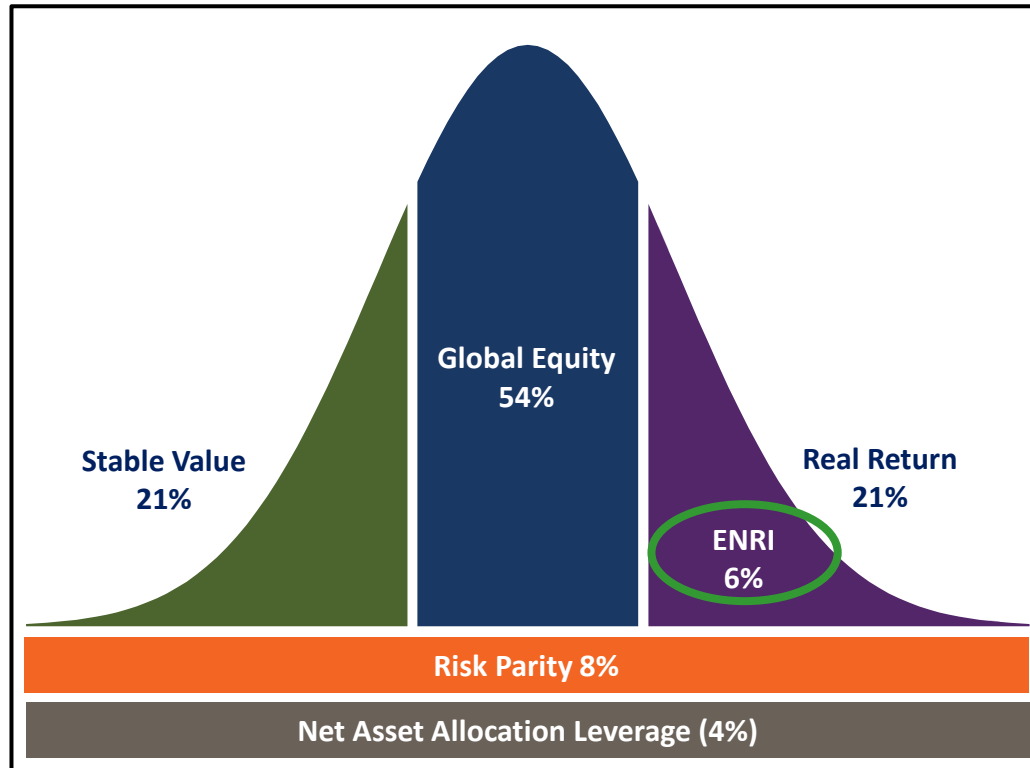 Global Equity
54%
Stable Value
21%
Real Return
21%
ENRI
6%
Risk Parity 8%
Net Asset Allocation Leverage (4%)